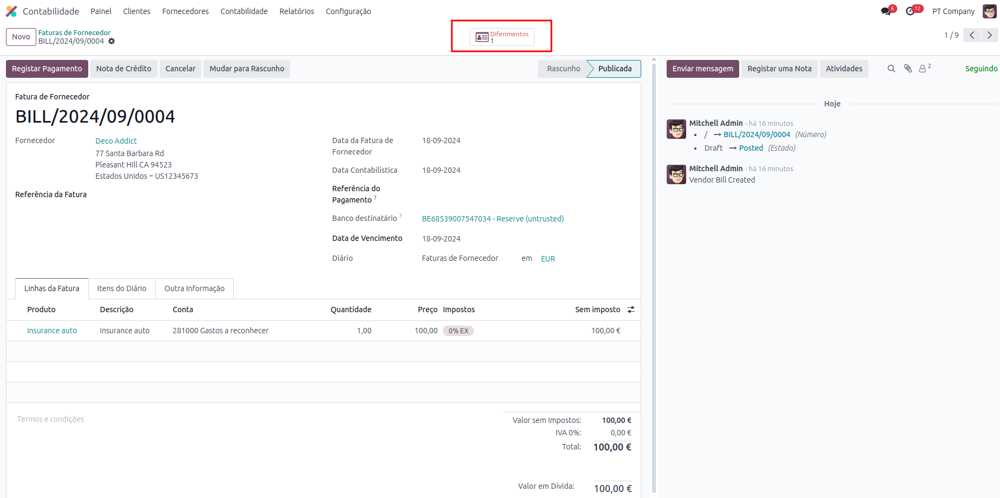 Contabilidade Painel Clientes Fornecedores Contabilidade Relatórios Configuração 6 12 PT Company
Novo
Faturas de Fornecedor
BILL/2024/09/0004
Diferimentos
1
1 / 9
Registar Pagamento Nota de Crédito Cancelar Mudar para Rascunho Rascunho Publicada
Enviar mensagem Registar uma Nota Atividades 2 Seguindo
Fatura de Fornecedor
BILL/2024/09/0004
Fornecedor
Deco Addict
77 Santa Barbara Rd
Pleasant Hill CA 94523
Estados Unidos – US12345673
Referência da Fatura
Data da Fatura de
Fornecedor
18-09-2024
Data Contabilística 18-09-2024
Referência do
Pagamento ?
Banco destinatário ? BE68539007547034 - Reserve (untrusted)
Data de Vencimento 18-09-2024
Diário Faturas de Fornecedor em EUR
Linhas da Fatura Itens do Diário Outra Informação
Produto Descrição Conta Quantidade Preço Impostos Sem imposto
insurance auto insurance auto 281000 Gastos a reconhecer 1,00 100,00 0% EX 100,00 €
Termos e condições
Valor sem Impostos: 100,00 €
IVA 0%: 0,00 €
Total: 100,00 €
Valor em Dívida: 100,00 €
Hoje
Mitchell Admin - há 16 minutos
• / → BILL/2024/09/0004 (Número)
• Draft → Posted (Estado)
Mitchell Admin - há 16 minutos
Vendor Bill Created